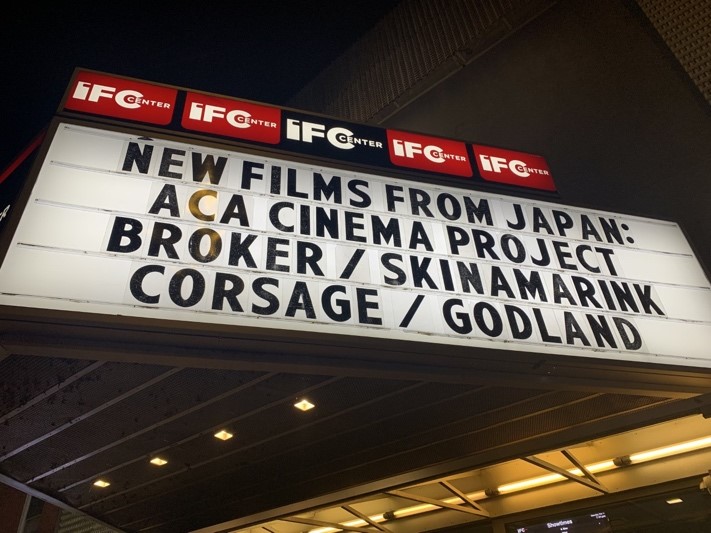 IFC CENTER IFC CENTER IFC CENTER IFC CENTER IFC CENTER
NEW FILMS FROM JAPAN:
ACA CINEMA PROJECT
BROKER / SKINAMARINK
CORSAGE / GODLAND
IFC Showtimes